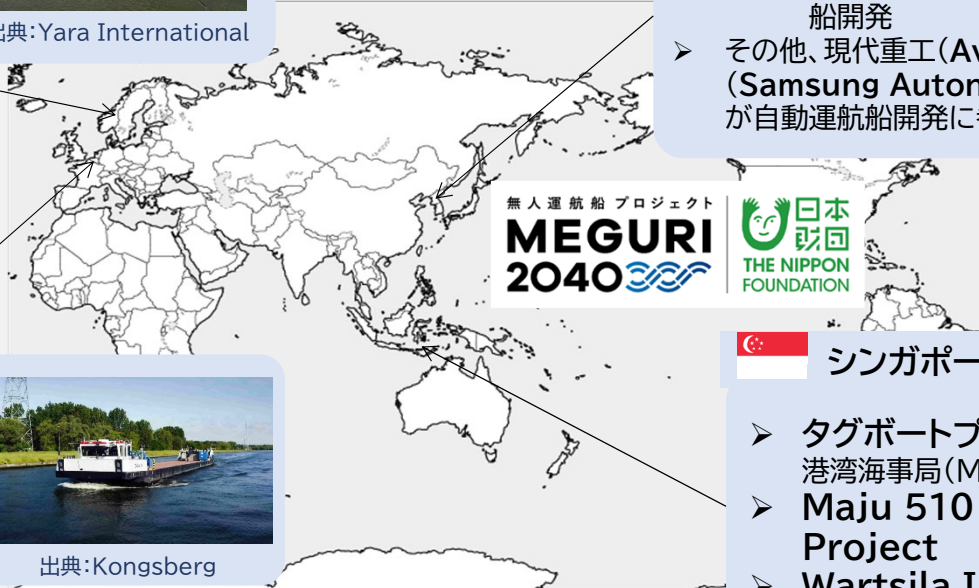 出典：Yara International
船開発
➢ その他、現代重工（Av
（Samsung Auton
が自動運航船開発に
無人運航船 プロジェクト
MEGURI
2040
日本
財団
THE NIPPON
FOUNDATION
シンガポー
➢ タグボートプ
港湾海事局（M
➢ Maju 510
Project
➢ Wartsila I
出典：Kongsberg